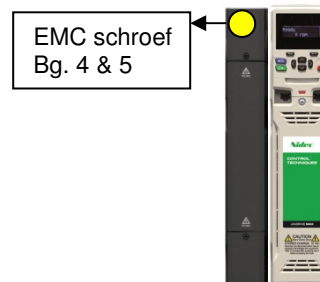 EMC schroef
Bg. 4 & 5
Nidec
CONTROL
TECHNIQUES
CAUTION